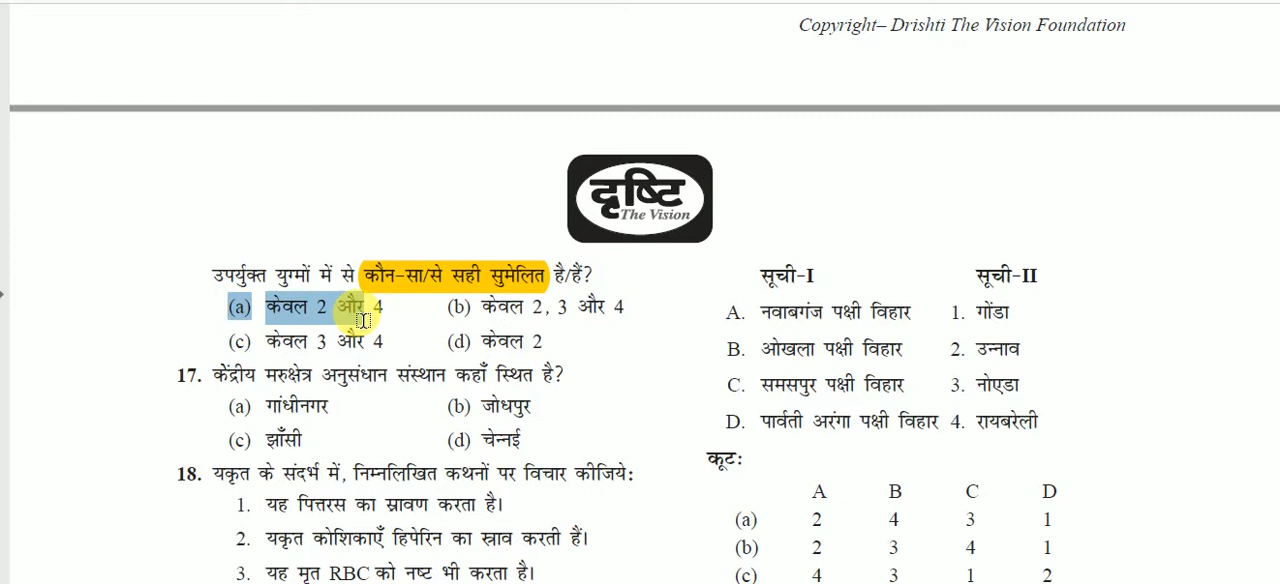 Copyright– Drishti The Vision Foundation
दृष्टि
The Vision
उपर्युक्त युग्मों में से कौन-सा/से सही सुमेलित है/हैं?
(a) केवल 2 और 4 (b) केवल 2, 3 और 4
(c) केवल 3 और 4 (d) केवल 2
17. केंद्रीय मरुक्षेत्र अनुसंधान संस्थान कहाँ स्थित है?
(a) गांधीनगर (b) जोधपुर
(c) झाँसी (d) चेन्नई
18. यकृत के संदर्भ में, निम्नलिखित कथनों पर विचार कीजिये:
1. यह पित्तरस का स्रावण करता है।
2. यकृत कोशिकाएँ हिपेरिन का स्राव करती हैं।
3. यह मृत RBC को नष्ट भी करता है।
सूची-I सूची-II
A. नवाबगंज पक्षी विहार 1. गोंडा
B. ओखला पक्षी विहार 2. उन्नाव
C. समसपुर पक्षी विहार 3. नोएडा
D. पार्वती अरंगा पक्षी विहार 4. रायबरेली
कूट:
A B C D
(a) 2 4 3 1
(b) 2 3 4 1
(c) 4 3 1 2